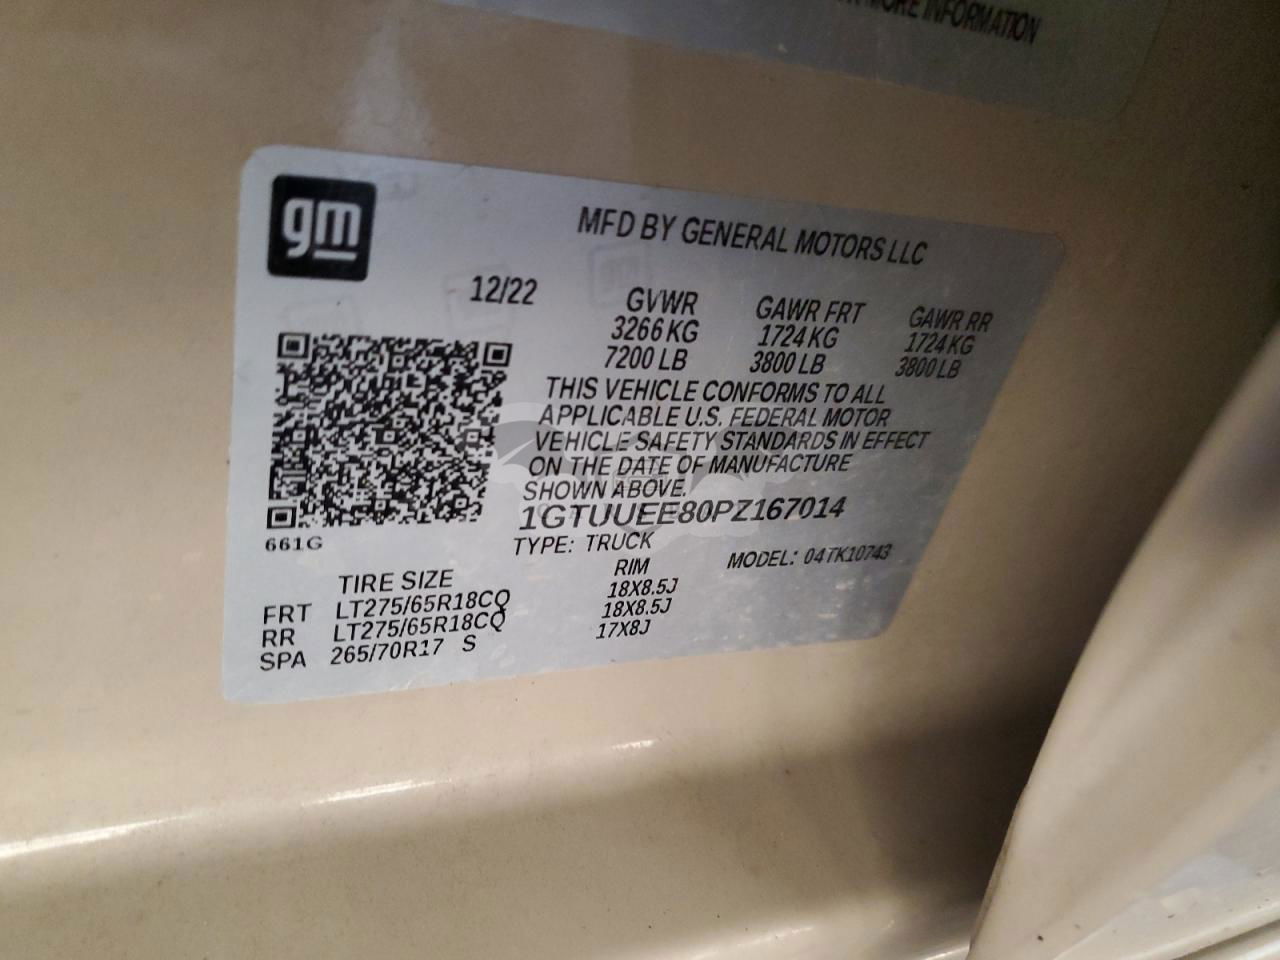 MORE INFORMATION
gm
MFD BY GENERAL MOTORS LLC
12/22
GVWR GAWR FRT GAWR RR
3266 KG 1724 KG 1724 KG
7200 LB 3800 LB 3800 LB
THIS VEHICLE CONFORMS TO ALL
APPLICABLE U.S. FEDERAL MOTOR
VEHICLE SAFETY STANDARDS IN EFFECT
ON THE DATE OF MANUFACTURE
SHOWN ABOVE.
1GTUUEE80PZ167014
661G
TYPE: TRUCK MODEL: 04TK10743
TIRE SIZE RIM
FRT LT275/65R18CQ 18X8.5J
RR LT275/65R18CQ 18X8.5J
SPA 265/70R17 S 17X8J